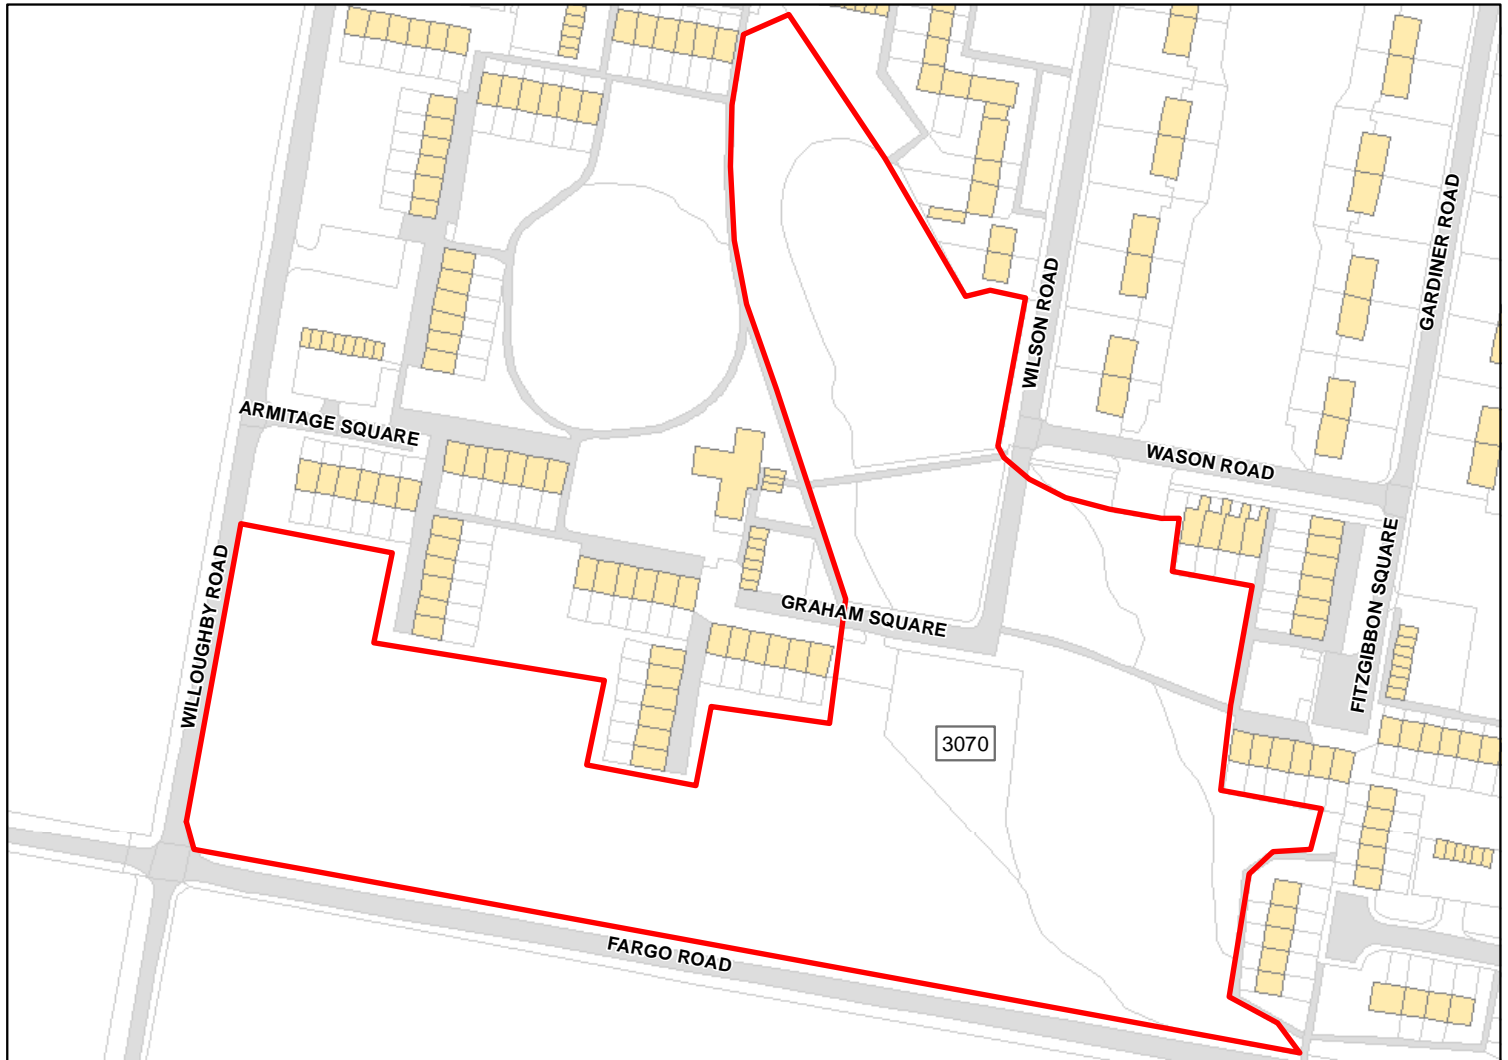 GARDINER ROAD
WILSON ROAD
ARMITAGE SQUARE
WASON ROAD
WILLOUGHBY ROAD
FITZGIBBON SQUARE
GRAHAM SQUARE
3070
FARGO ROAD